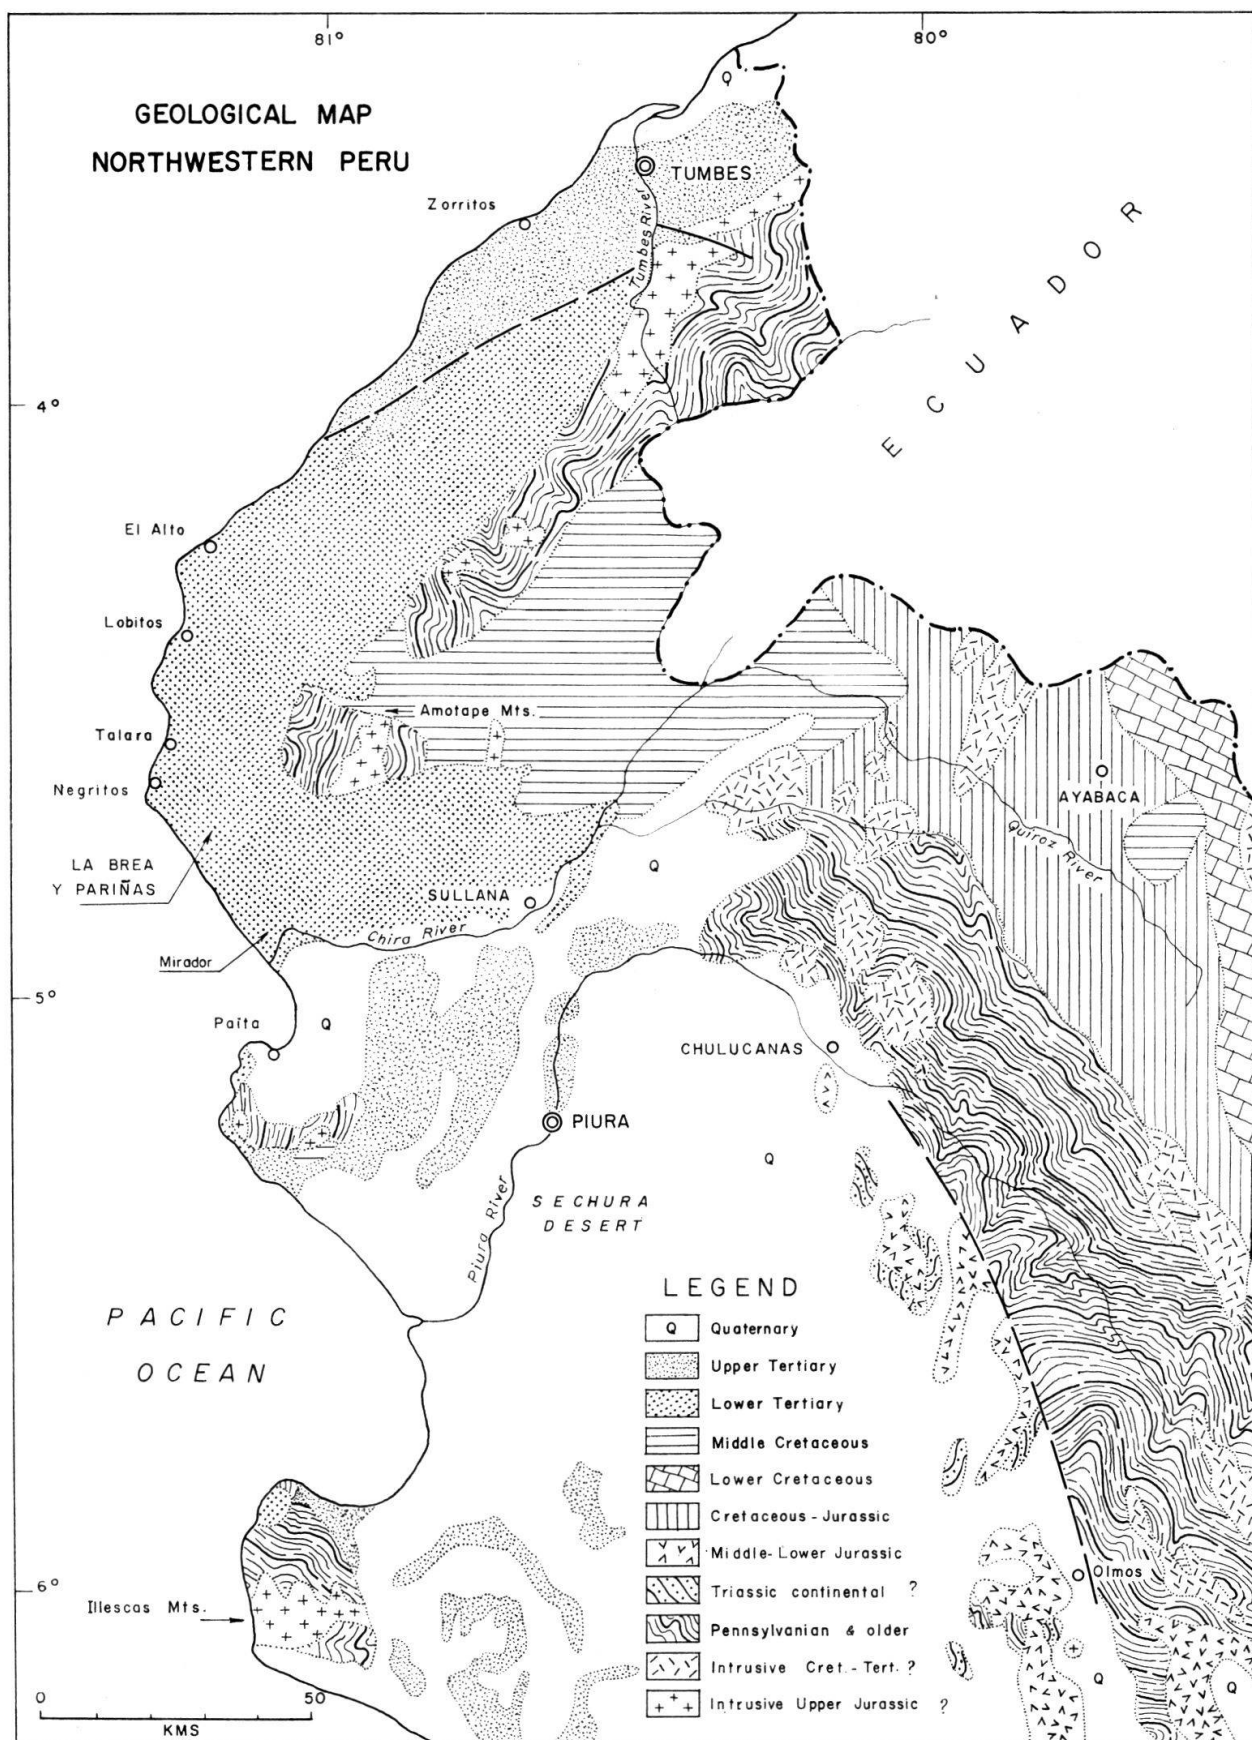 81°
80°
GEOLOGICAL MAP
NORTHWESTERN PERU
Q
TUMBES
Zorritos
Tumbes River
ECUADOR
4°
El Alto
Lobitos
Amotape Mts.
Talara
Negritos
AYABACA
Quiroz River
LA BREA
Y PARIÑAS
Q
SULLANA
Chira River
Mirador
5°
Paita
Q
CHULUCANAS
PIURA
Q
SECHURA
DESERT
Piura River
PACIFIC
OCEAN
LEGEND
Q Quaternary
Upper Tertiary
Lower Tertiary
Middle Cretaceous
Lower Cretaceous
Cretaceous - Jurassic
Middle-Lower Jurassic
Triassic continental ?
Pennsylvanian & older
Intrusive Cret.-Tert. ?
Intrusive Upper Jurassic ?
6°
Olmos
Illescas Mts.
Q
Q
0 50
KMS